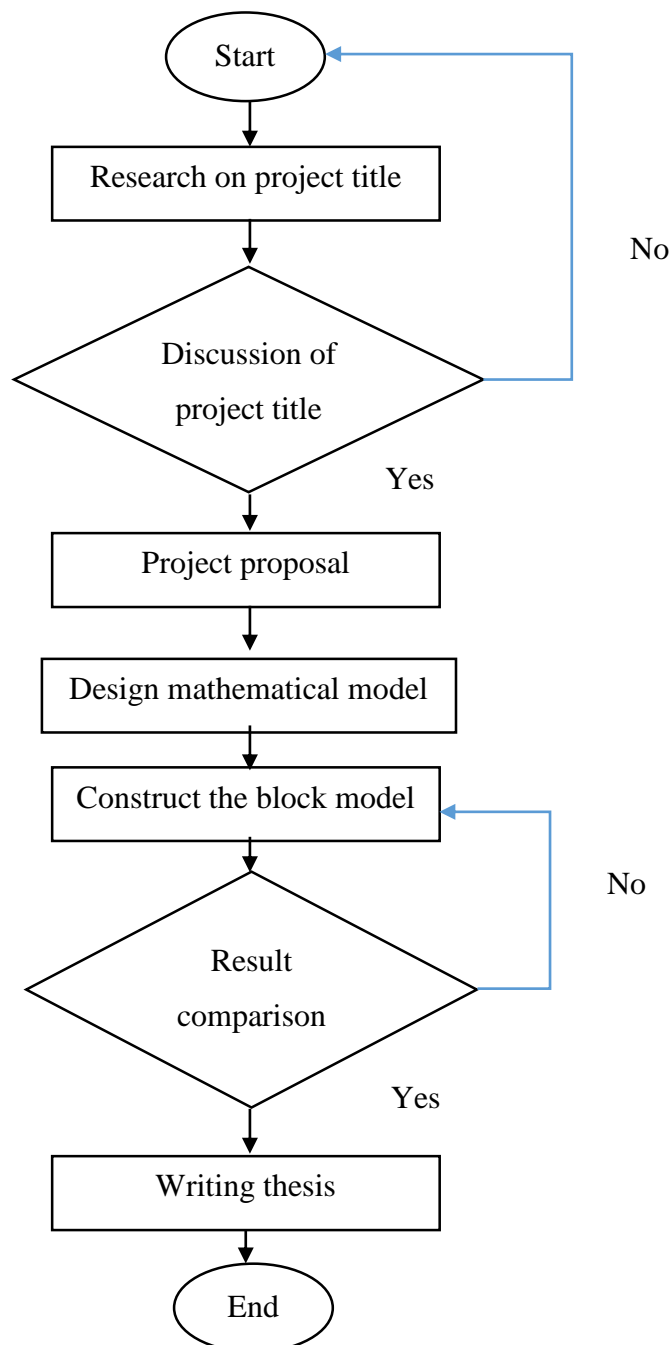 Start
Research on project title
No
Discussion of
project title
Yes
Project proposal
Design mathematical model
Construct the block model
No
Result
comparison
Yes
Writing thesis
End